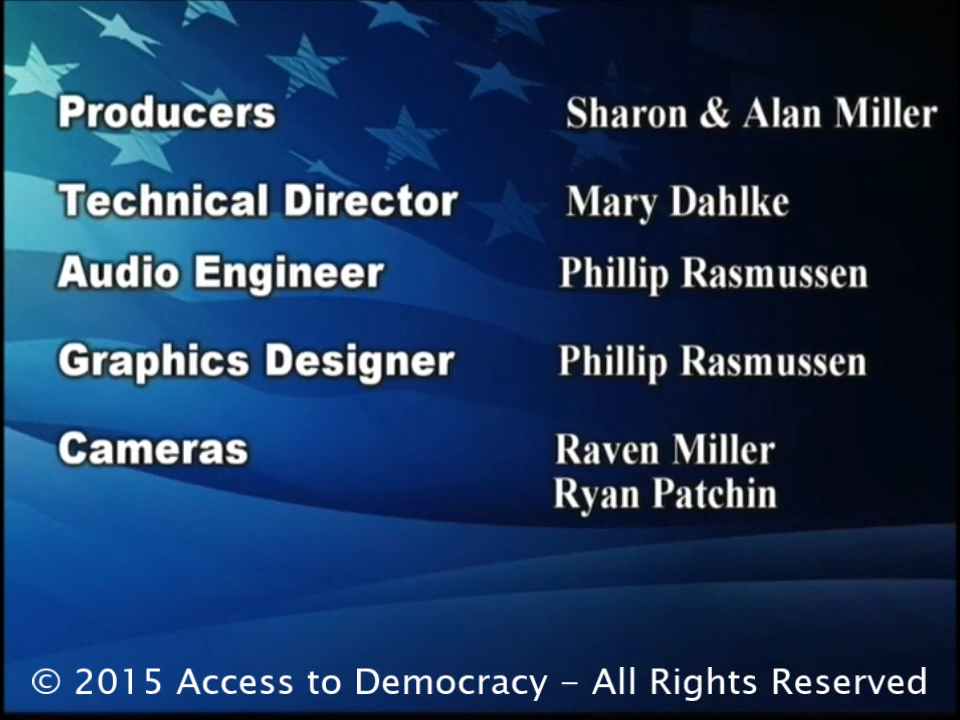 Producers Sharon & Alan Miller
Technical Director Mary Dahlke
Audio Engineer Phillip Rasmussen
Graphics Designer Phillip Rasmussen
Cameras Raven Miller
Ryan Patchin
© 2015 Access to Democracy - All Rights Reserved